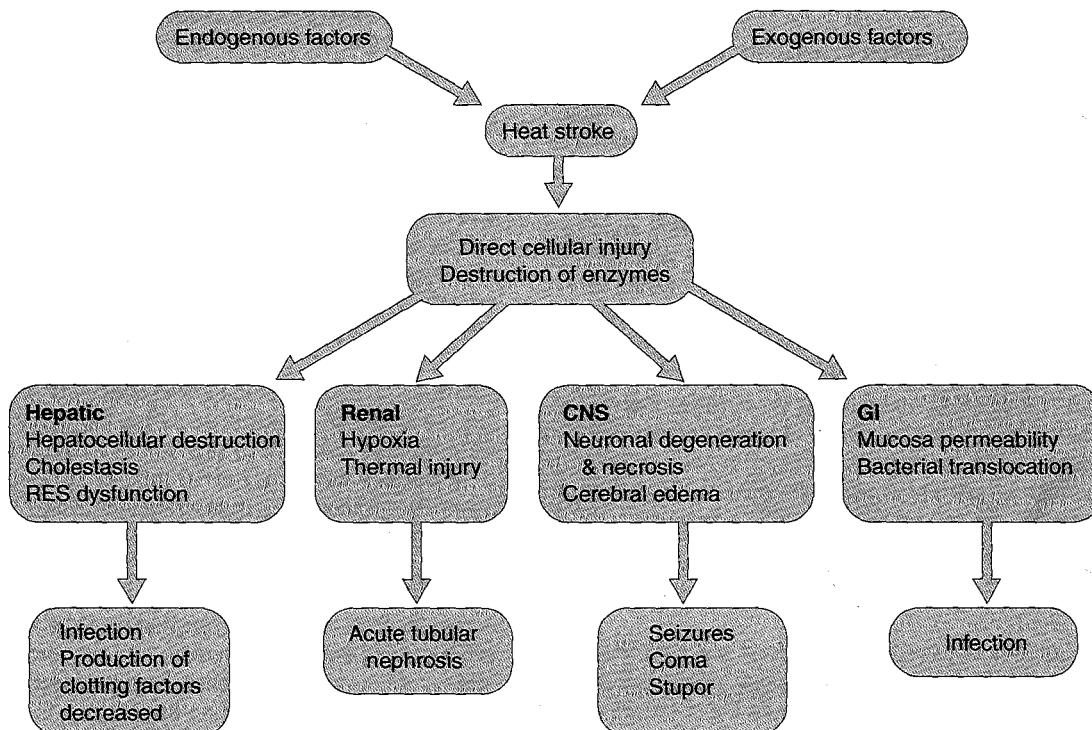 Endogenous factors
Exogenous factors
Heat stroke
Direct cellular injury
Destruction of enzymes
Hepatic
Hepatocellular destruction
Cholestasis
RES dysfunction
Renal
Hypoxia
Thermal injury
CNS
Neuronal degeneration
& necrosis
Cerebral edema
GI
Mucosa permeability
Bacterial translocation
Infection
Production of
clotting factors
decreased
Acute tubular
nephrosis
Seizures
Coma
Stupor
Infection